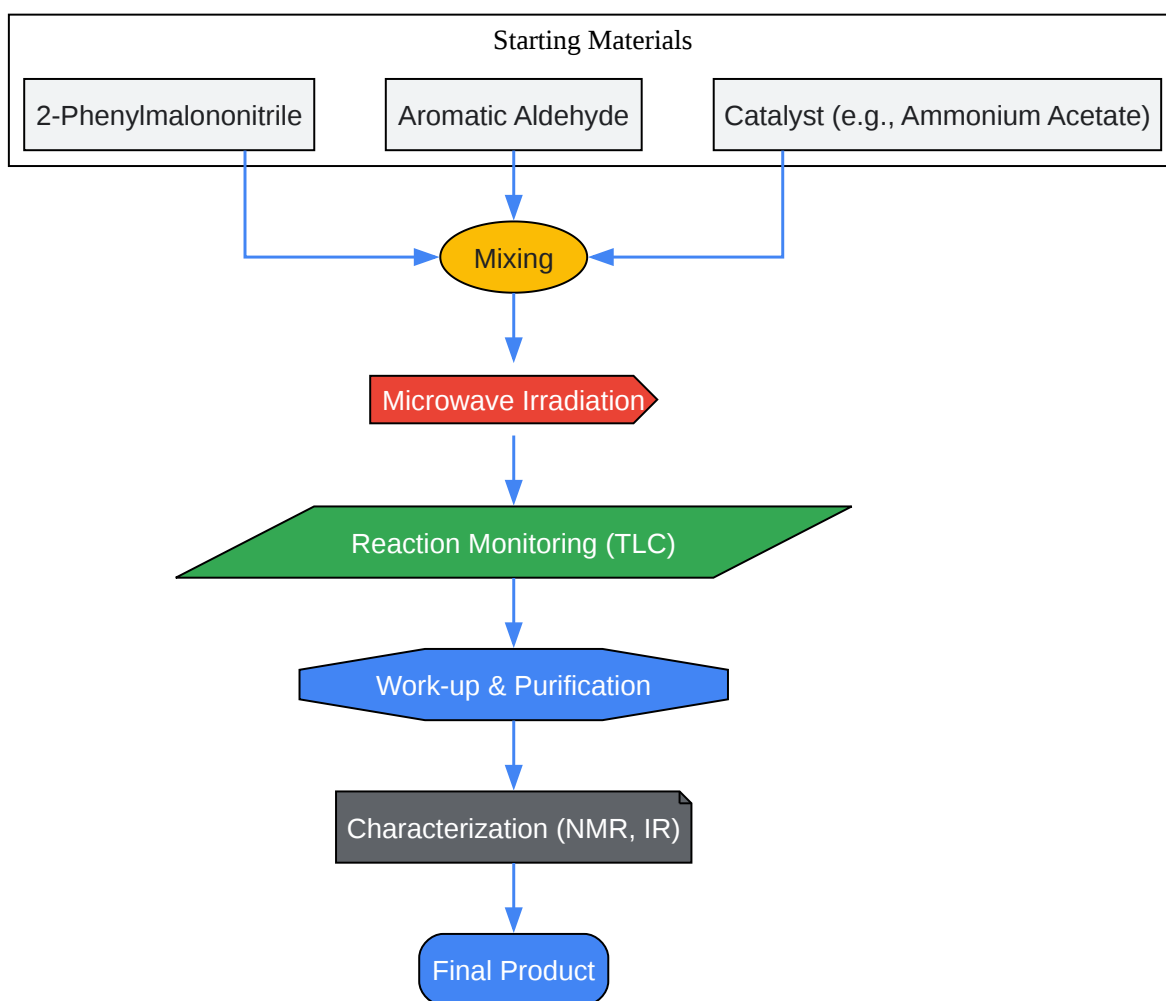 Starting Materials
2-Phenylmalononitrile
Aromatic Aldehyde
Catalyst (e.g., Ammonium Acetate)
Mixing
Microwave Irradiation
Reaction Monitoring (TLC)
Work-up & Purification
Characterization (NMR, IR)
Final Product